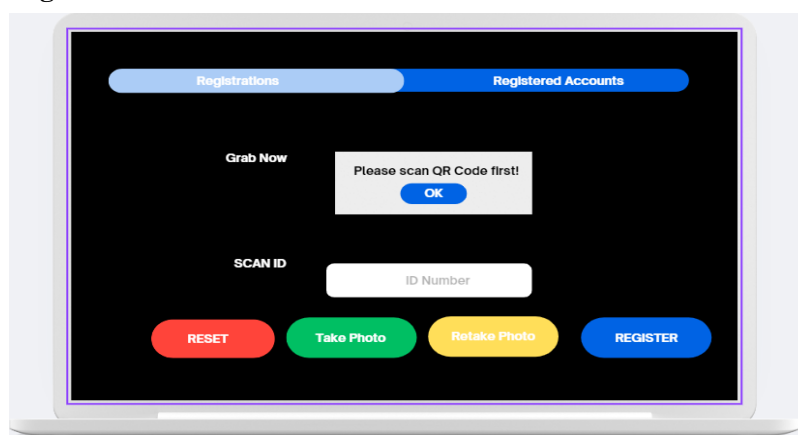 Registrations
Registered Accounts
Grab Now
Please scan QR Code first!
OK
SCAN ID
ID Number
RESET
Take Photo
Retake Photo
REGISTER